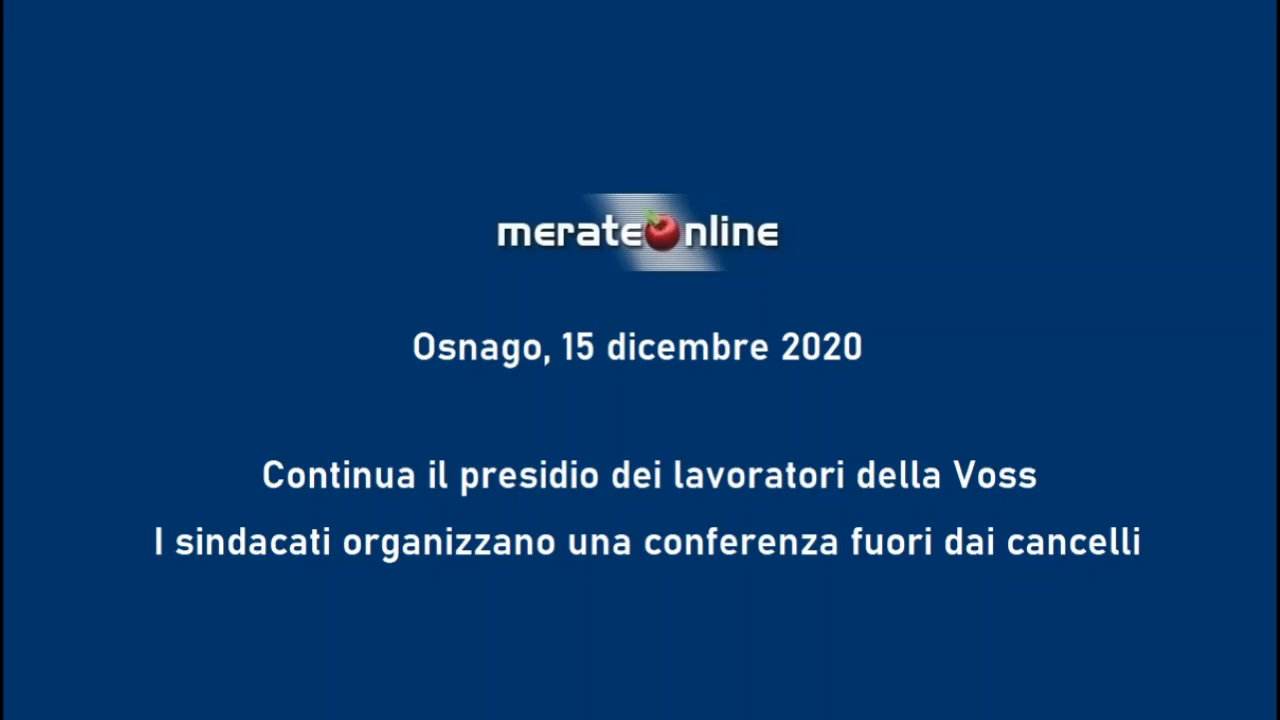 merateonline
Osnago, 15 dicembre 2020
Continua il presidio dei lavoratori della Voss
I sindacati organizzano una conferenza fuori dai cancelli